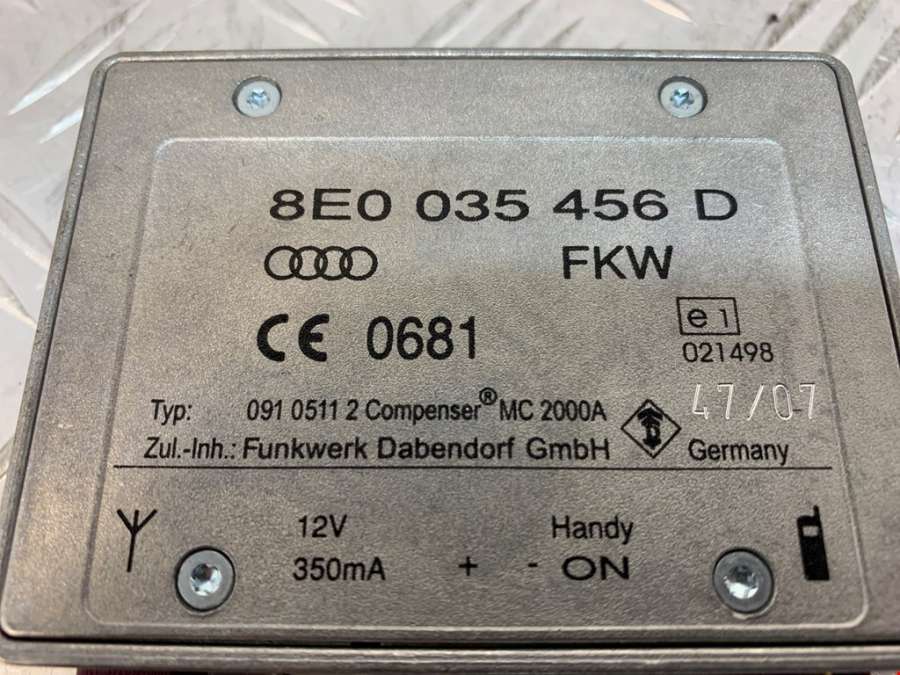 8E0 035 456 D
FKW
CE 0681
e1
021498
47/07
Typ: 091 0511 2 Compenser® MC 2000A
Zul.-Inh.: Funkwerk Dabendorf GmbH Germany
12V Handy
350mA + - ON